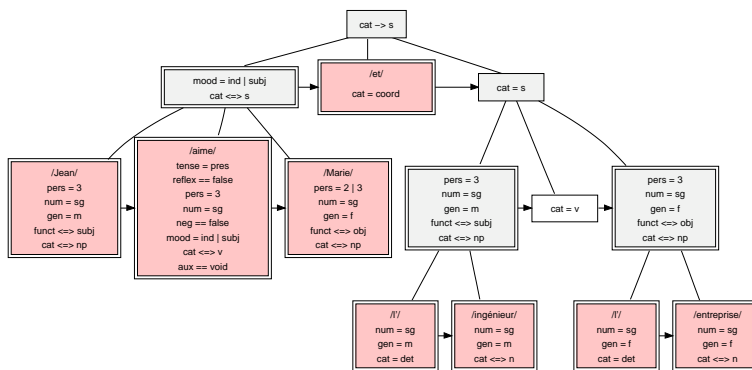 cat -> s
mood = ind | subj
cat <=> s
/et/
cat = coord
cat = s
/Jean/
pers = 3
num = sg
gen = m
funct <=> subj
cat <=> np
/aime/
tense = pres
reflex == false
pers = 3
num = sg
neg == false
mood = ind | subj
cat <=> v
aux == void
/Marie/
pers = 2 | 3
num = sg
gen = f
funct <=> obj
cat <=> np
pers = 3
num = sg
gen = m
funct <=> subj
cat <=> np
cat = v
pers = 3
num = sg
gen = f
funct <=> obj
cat <=> np
/l'/
num = sg
gen = m
cat = det
/ingénieur/
num = sg
gen = m
cat <=> n
/l'/
num = sg
gen = f
cat = det
/entreprise/
num = sg
gen = f
cat <=> n